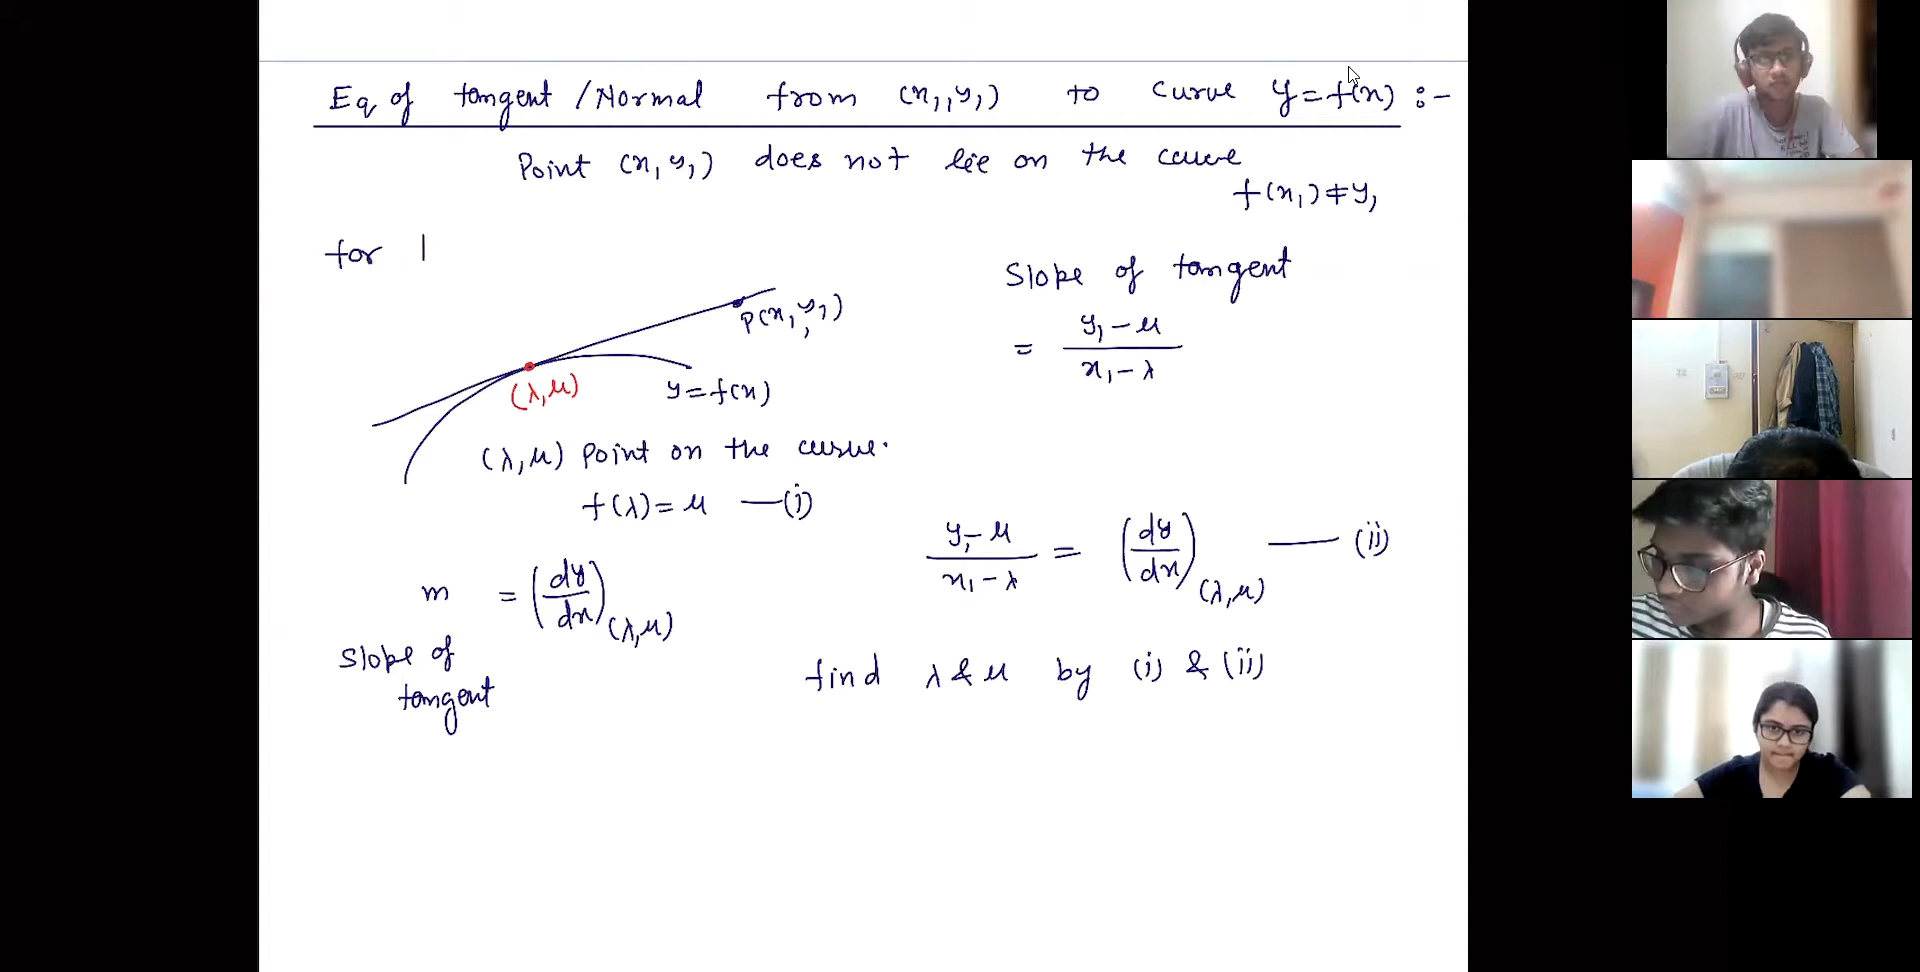 Eq of tangent / Normal from (x₁, y₁) to curve y = f(x) :-
Point (x₁ y₁) does not lie on the curve
f(x₁) ≠ y₁
for |
Slope of tangent
= (y₁ - μ) / (x₁ - λ)
P(x₁, y₁)
(λ, μ)
y = f(x)
(λ, μ) Point on the curve.
f(λ) = μ —(i)
(y₁ - μ) / (x₁ - λ) = (dy/dx)(λ, μ) — (ii)
m = (dy/dx)(λ, μ)
Slope of
tangent
find λ & μ by (i) & (ii)